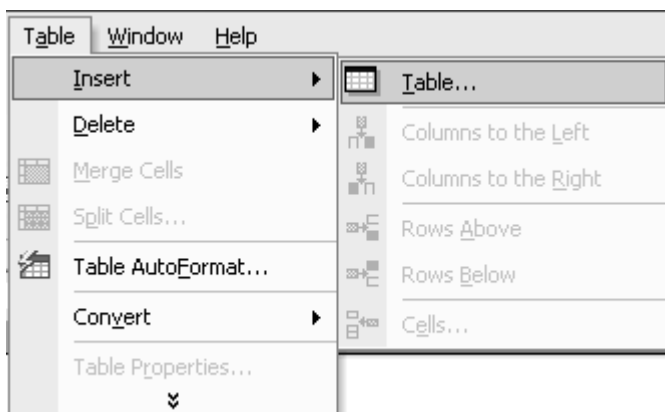 Table Window Help
Insert
Delete
Merge Cells
Split Cells...
Table AutoFormat...
Convert
Table Properties...
Table...
Columns to the Left
Columns to the Right
Rows Above
Rows Below
Cells...